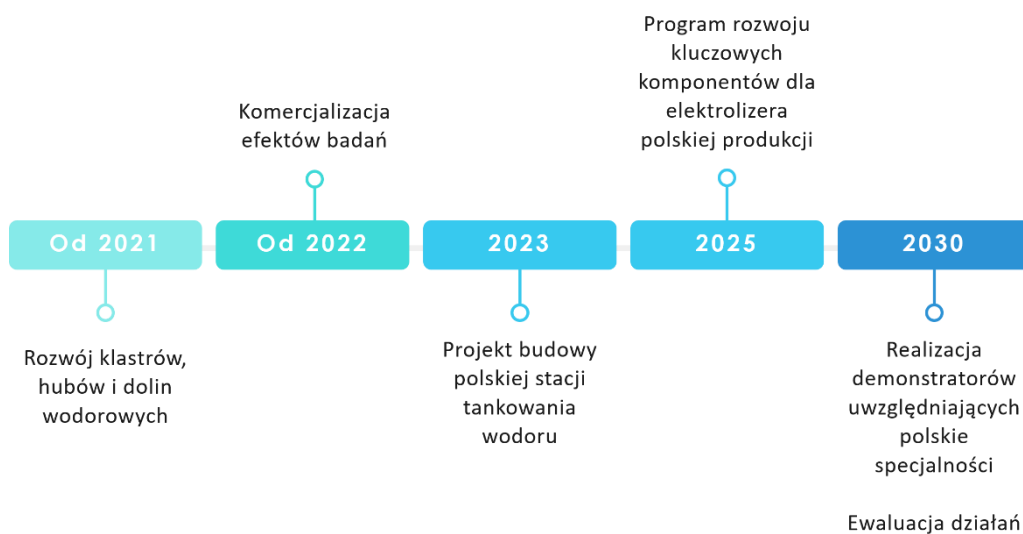 Program rozwoju
kluczowych
komponentów dla
elektrolizera
polskiej produkcji
Komercjalizacja
efektów badań
Od 2021
Od 2022
2023
2025
2030
Rozwój klastrów,
hubów i dolin
wodorowych
Projekt budowy
polskiej stacji
tankowania
wodoru
Realizacja
demonstratorów
uwzględniających
polskie
specjalności
Ewaluacja działań